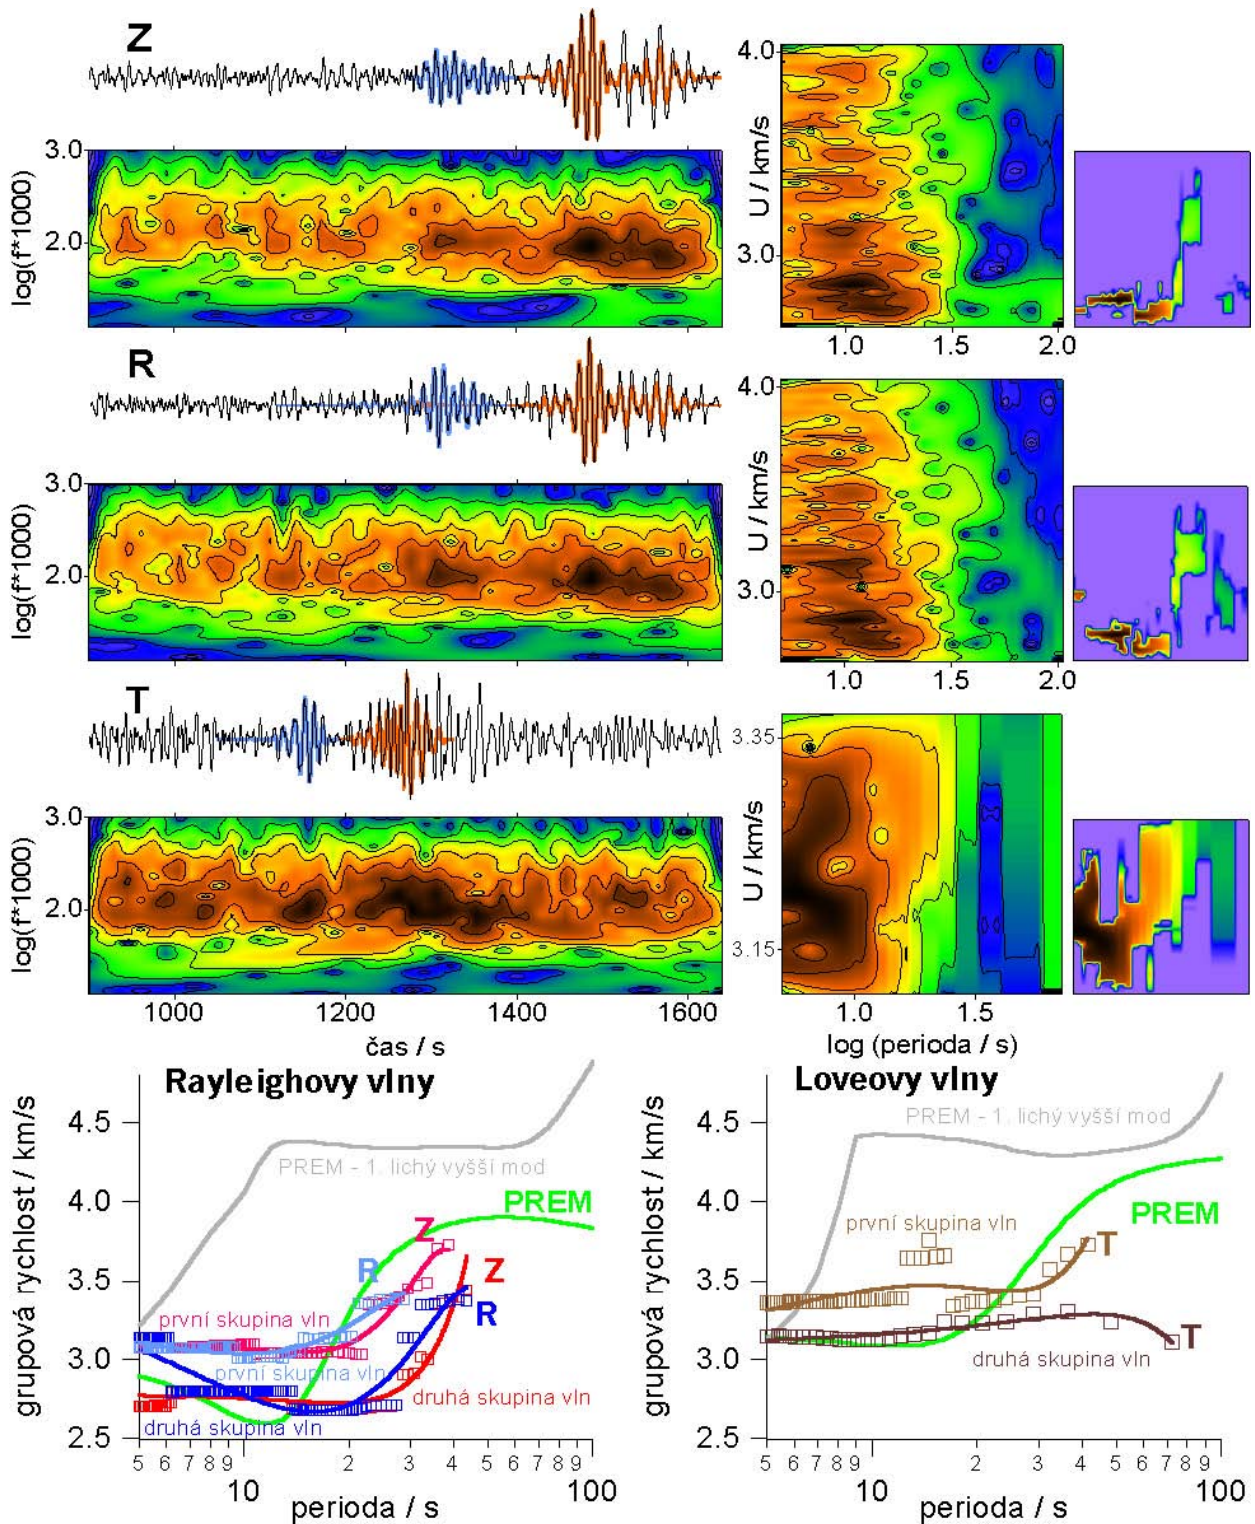 Z
3.0
2.0
log(f*1000)
4.0
3.0
U / km/s
1.0 1.5 2.0
R
3.0
2.0
log(f*1000)
4.0
3.0
U / km/s
1.0 1.5 2.0
T
3.0
2.0
log(f*1000)
1000 1200 1400 1600
čas / s
3.35
3.15
U / km/s
1.0 1.5
log (perioda / s)
Rayleighovy vlny
grupová rychlost / km/s
4.5
4.0
3.5
3.0
2.5
PREM - 1. lichý vyšší mod
PREM
Z
R
Z
R
první skupina vln
první skupina vln
druhá skupina vln
druhá skupina vln
5 6 7 8 9 2 3 4 5 6 7 8 9
10 100
perioda / s
Loveovy vlny
grupová rychlost / km/s
4.5
4.0
3.5
3.0
2.5
PREM - 1. lichý vyšší mod
PREM
první skupina vln
T
T
druhá skupina vln
5 6 7 8 9 2 3 4 5 6 7 8 9
10 100
perioda / s